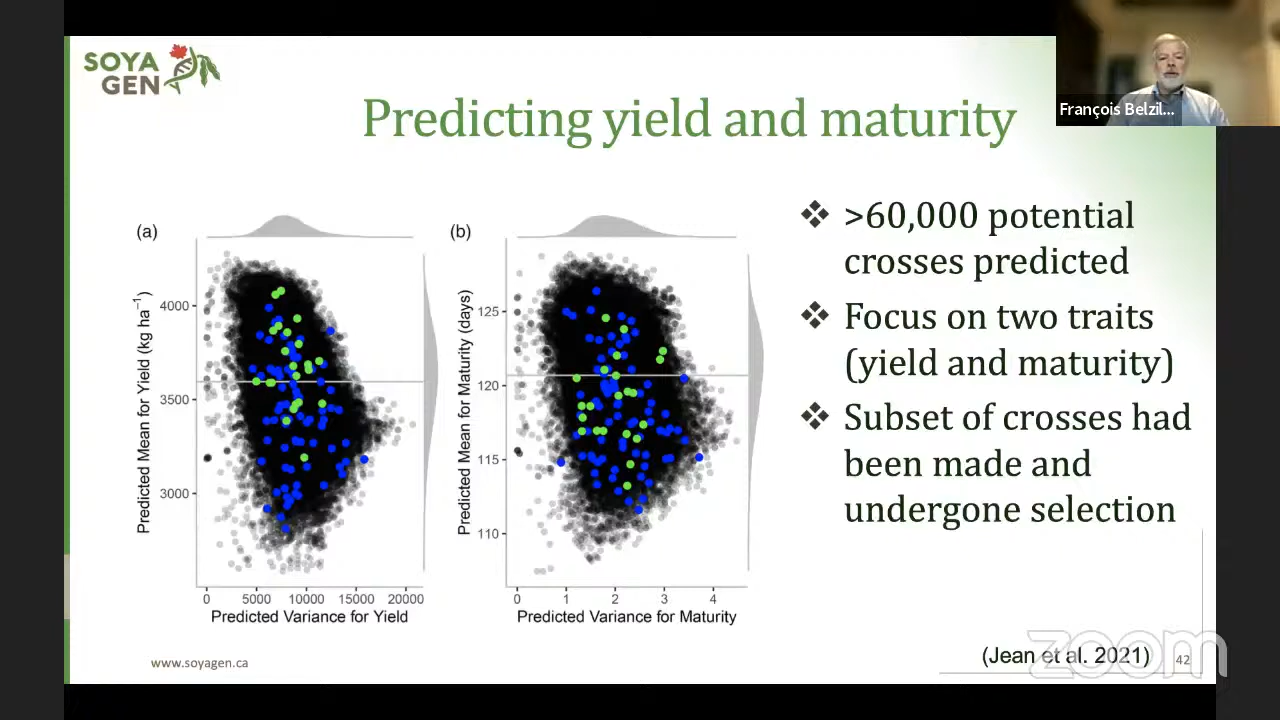 SOYA
GEN
Predicting yield and maturity
François Belzil...
(a)
Predicted Mean for Yield (kg ha⁻¹)
4000
3500
3000
0 5000 10000 15000 20000
Predicted Variance for Yield
(b)
Predicted Mean for Maturity (days)
125
120
115
110
0 1 2 3 4
Predicted Variance for Maturity
>60,000 potential
crosses predicted
Focus on two traits
(yield and maturity)
Subset of crosses had
been made and
undergone selection
www.soyagen.ca
(Jean et al. 2021)
42
zoom